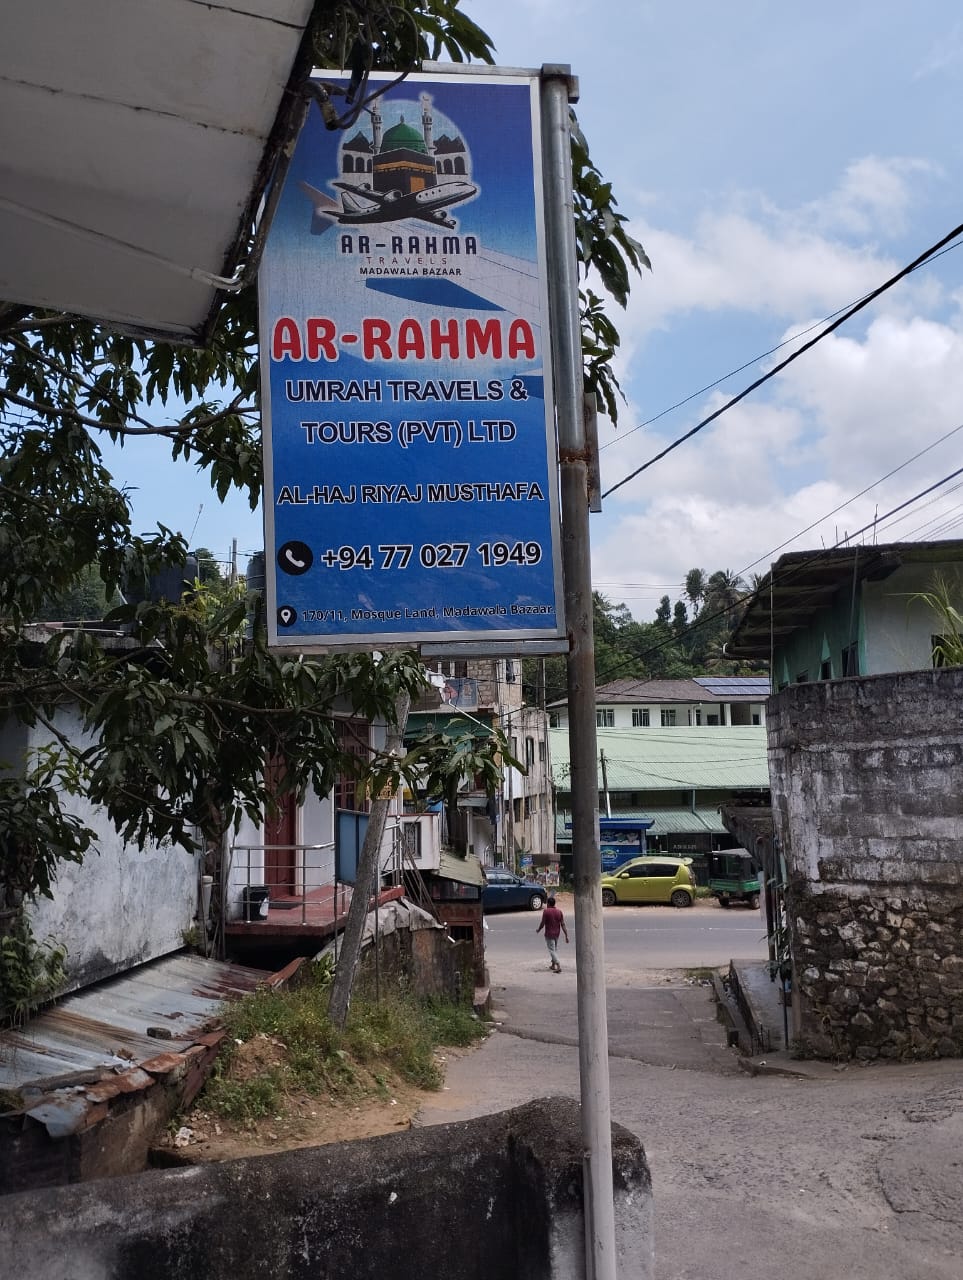 AR-RAHMA
TRAVELS
MADAWALA BAZAAR
AR-RAHMA
UMRAH TRAVELS &
TOURS (PVT) LTD
AL-HAJ RIYAJ MUSTHAFA
+94 77 027 1949
170/11, Mosque Land, Madawala Bazaar.